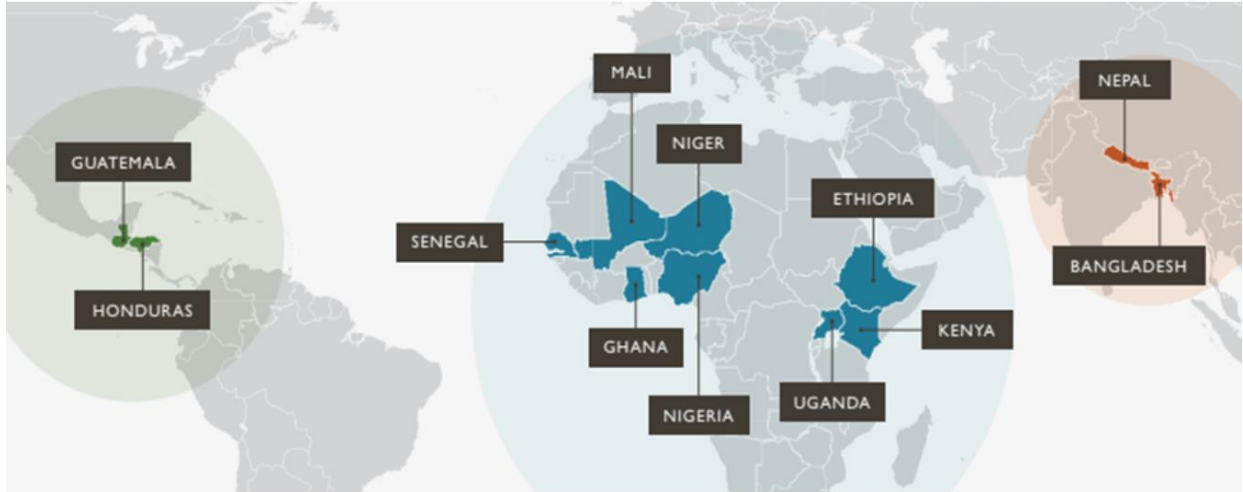 MALI
NEPAL
NIGER
GUATEMALA
ETHIOPIA
SENEGAL
BANGLADESH
HONDURAS
KENYA
GHANA
UGANDA
NIGERIA